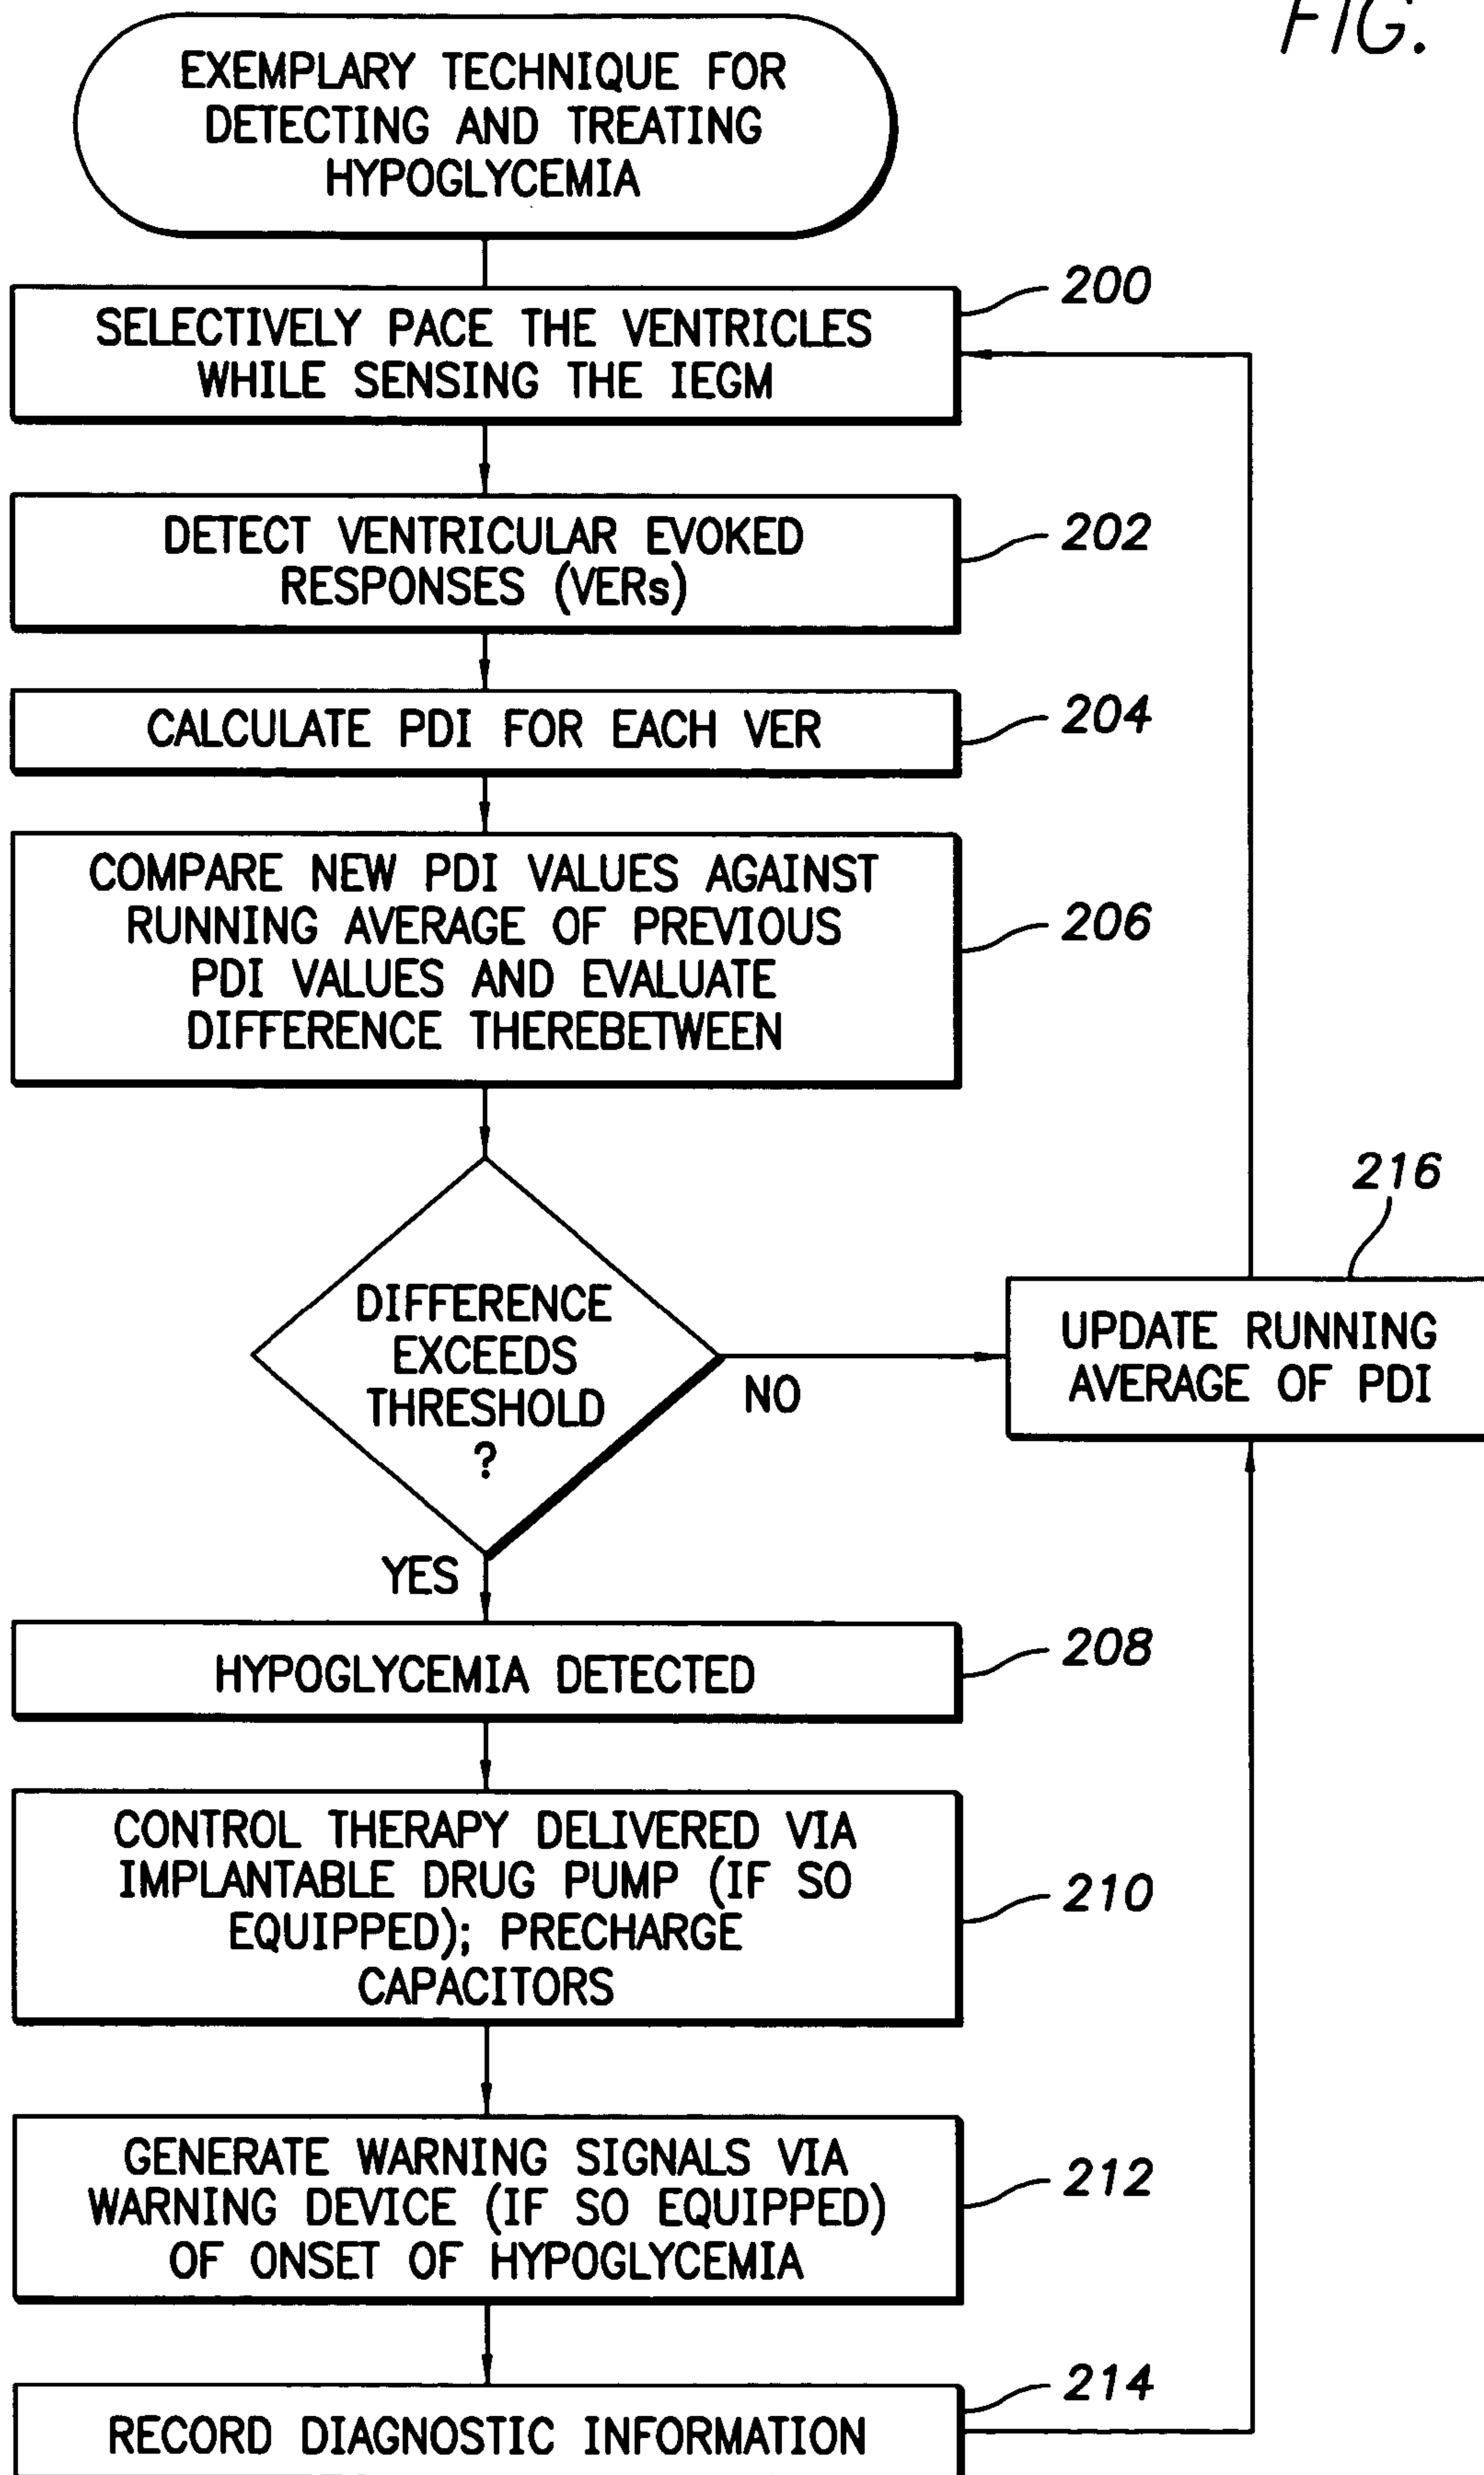 FIG.
EXEMPLARY TECHNIQUE FOR
DETECTING AND TREATING
HYPOGLYCEMIA
200
SELECTIVELY PACE THE VENTRICLES
WHILE SENSING THE IEGM
202
DETECT VENTRICULAR EVOKED
RESPONSES (VERs)
204
CALCULATE PDI FOR EACH VER
206
COMPARE NEW PDI VALUES AGAINST
RUNNING AVERAGE OF PREVIOUS
PDI VALUES AND EVALUATE
DIFFERENCE THEREBETWEEN
216
DIFFERENCE
EXCEEDS
THRESHOLD
?
NO
UPDATE RUNNING
AVERAGE OF PDI
YES
208
HYPOGLYCEMIA DETECTED
210
CONTROL THERAPY DELIVERED VIA
IMPLANTABLE DRUG PUMP (IF SO
EQUIPPED); PRECHARGE
CAPACITORS
212
GENERATE WARNING SIGNALS VIA
WARNING DEVICE (IF SO EQUIPPED)
OF ONSET OF HYPOGLYCEMIA
214
RECORD DIAGNOSTIC INFORMATION